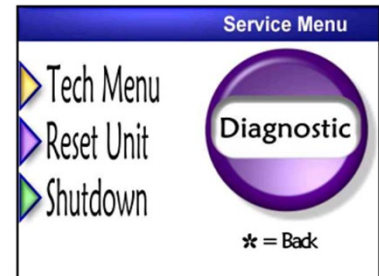 Service Menu
Tech Menu
Reset Unit
Shutdown
Diagnostic
* = Back